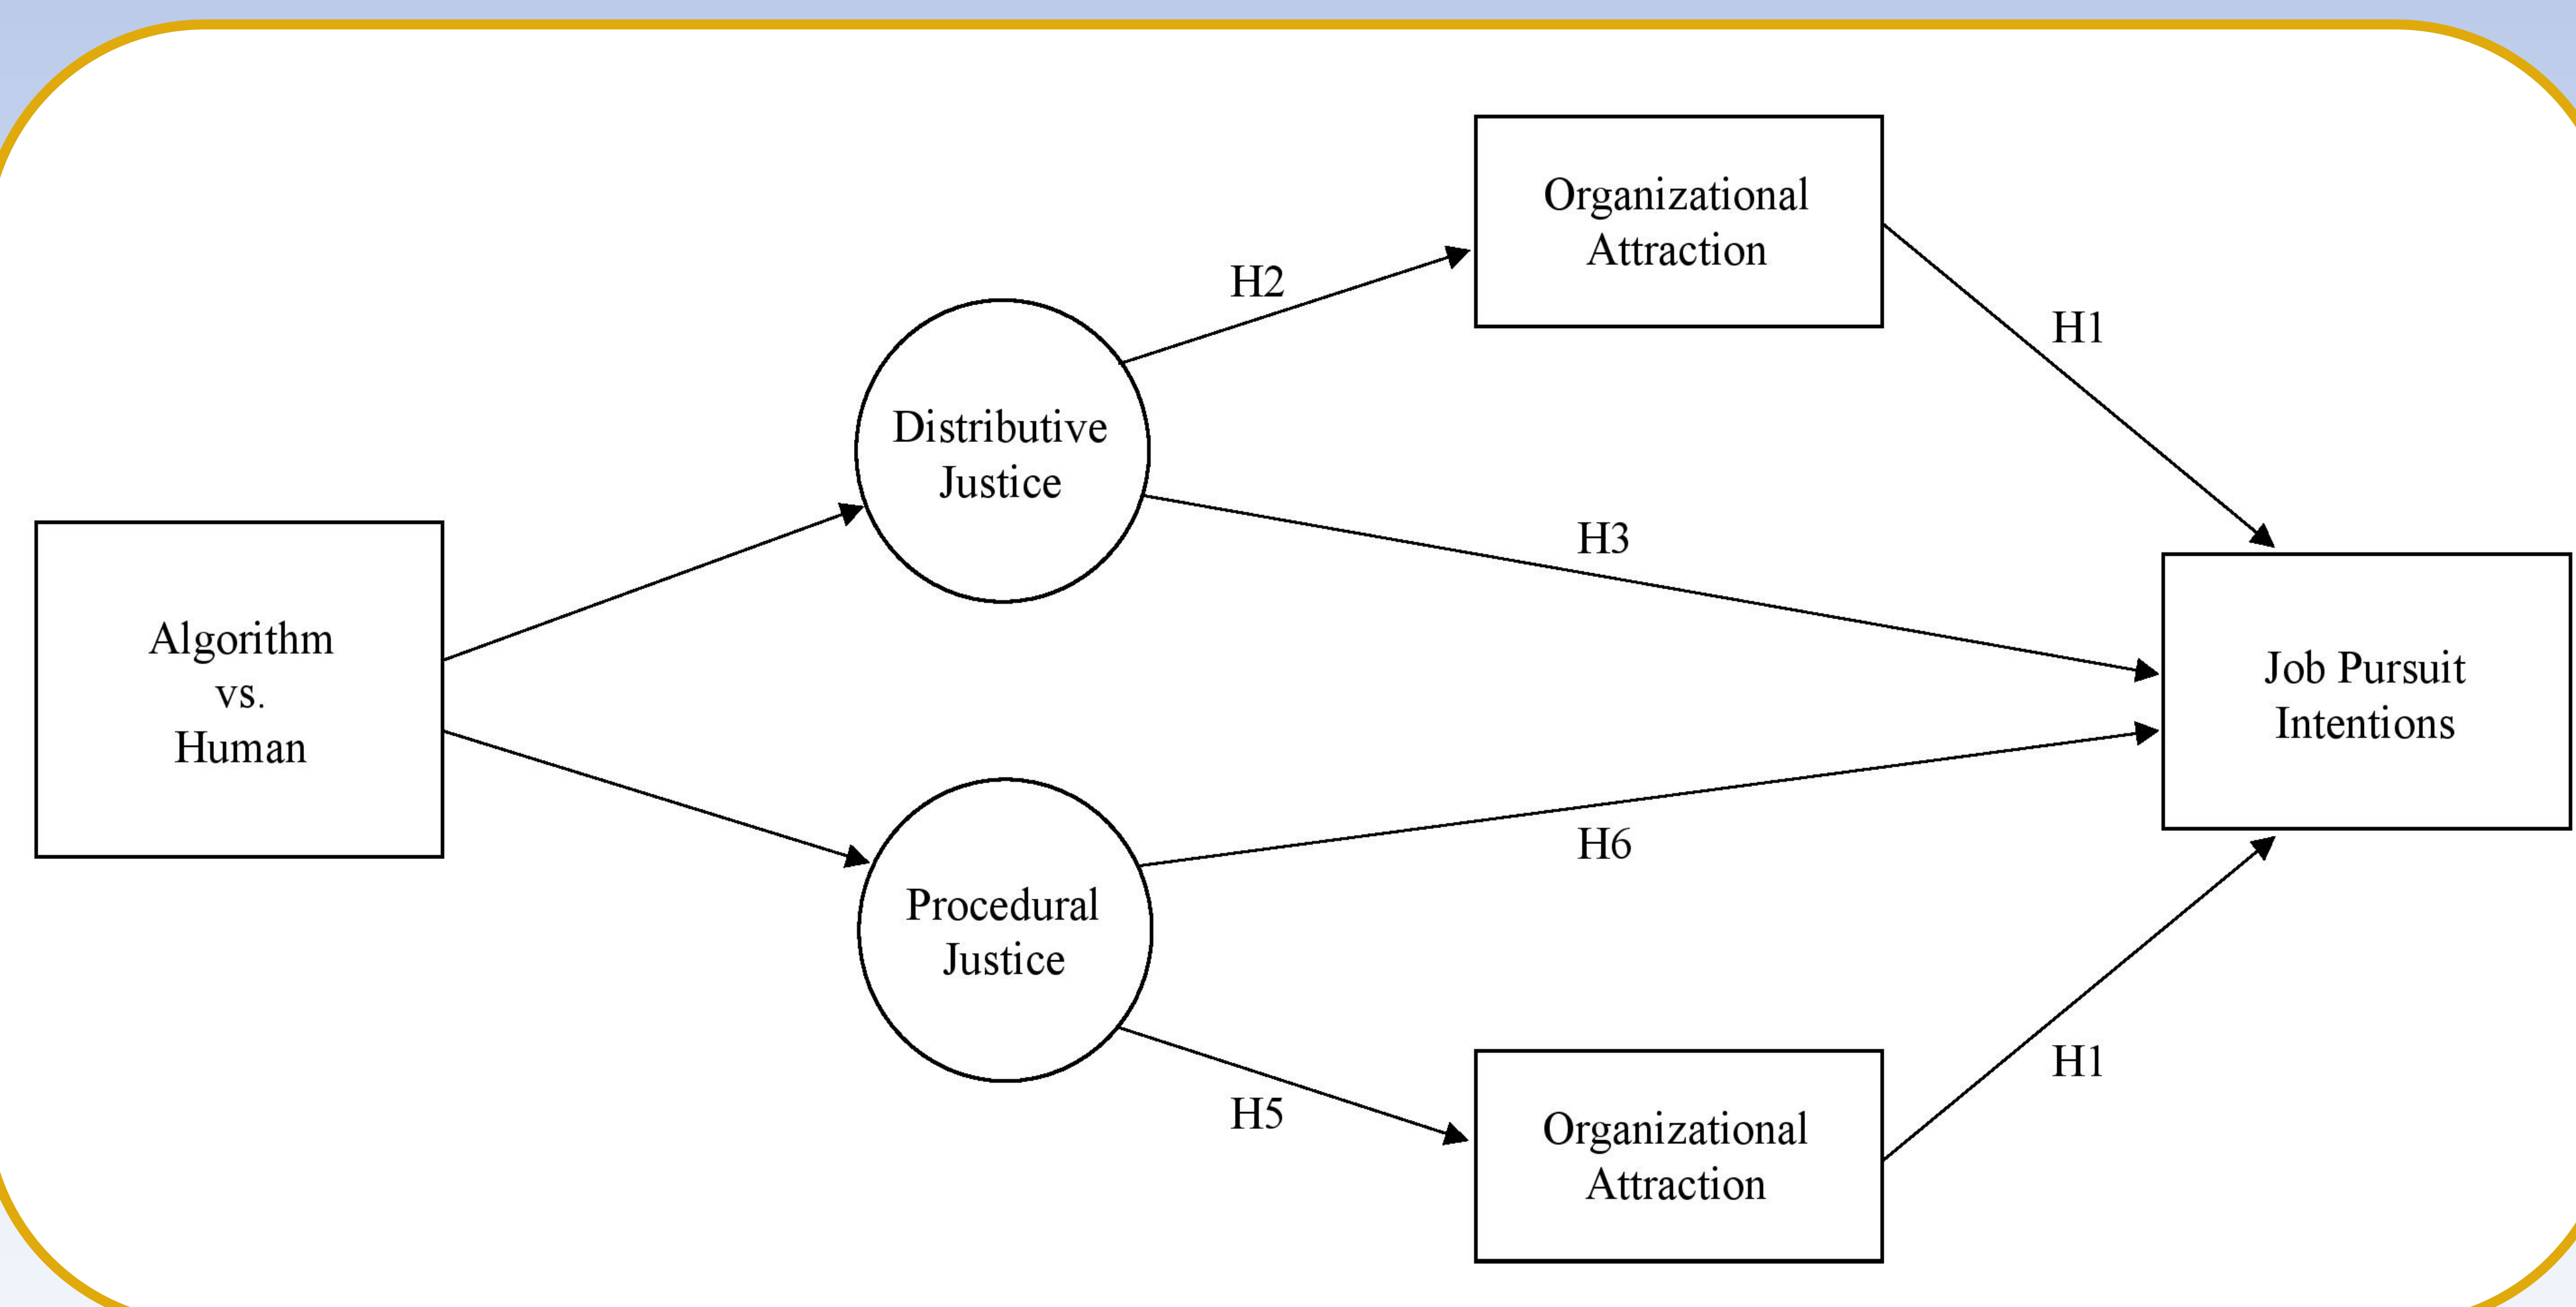 Organizational
Attraction
H2
H1
Distributive
Justice
H3
Algorithm
vs.
Human
Job Pursuit
Intentions
H6
Procedural
Justice
H5
H1
Organizational
Attraction